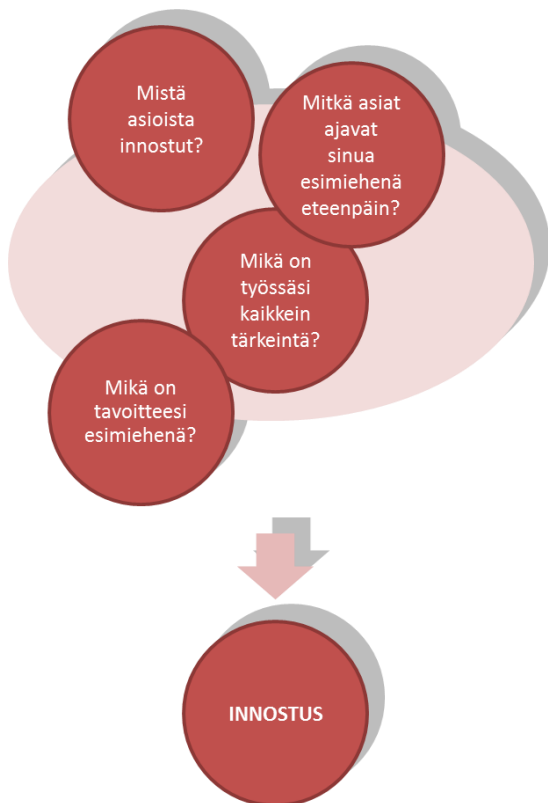 Mistä
asioista
innostut?
Mitkä asiat
ajavat
sinua
esimiehenä
eteenpäin?
Mikä on
työssäsi
kaikkein
tärkeintä?
Mikä on
tavoitteesi
esimiehenä?
INNOSTUS